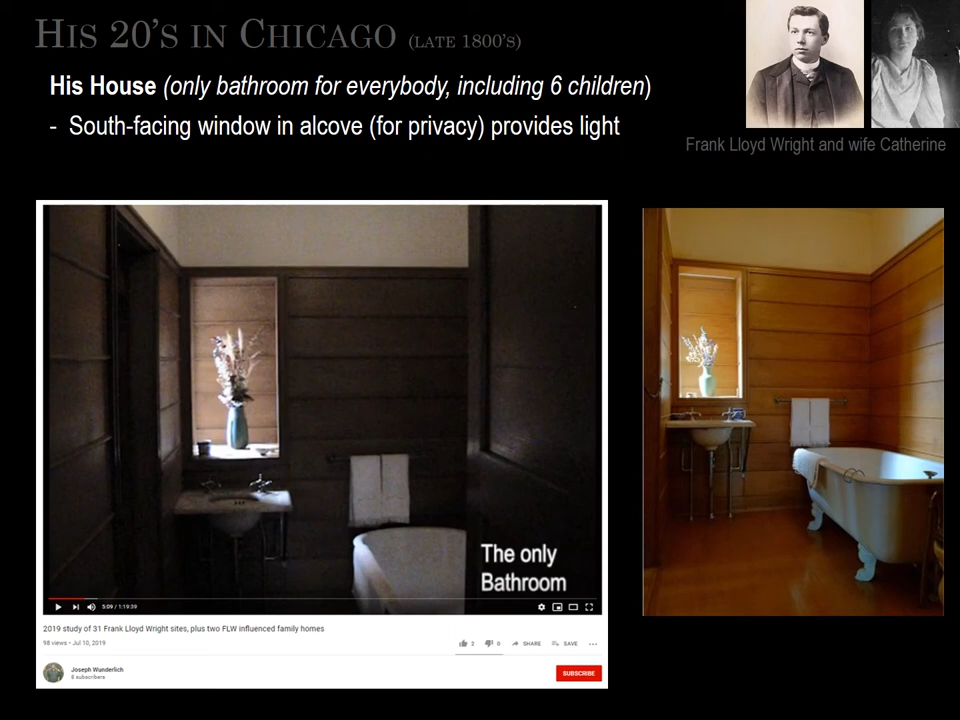 HIS 20'S IN CHICAGO (LATE 1800'S)
His House (only bathroom for everybody, including 6 children)
- South-facing window in alcove (for privacy) provides light
Frank Lloyd Wright and wife Catherine
The only
Bathroom
5:09 / 1:19:39
2019 study of 31 Frank Lloyd Wright sites, plus two FLW influenced family homes
98 views • Jul 10, 2019
2 0 SHARE SAVE ...
Joseph Wunderlich
8 subscribers
SUBSCRIBE